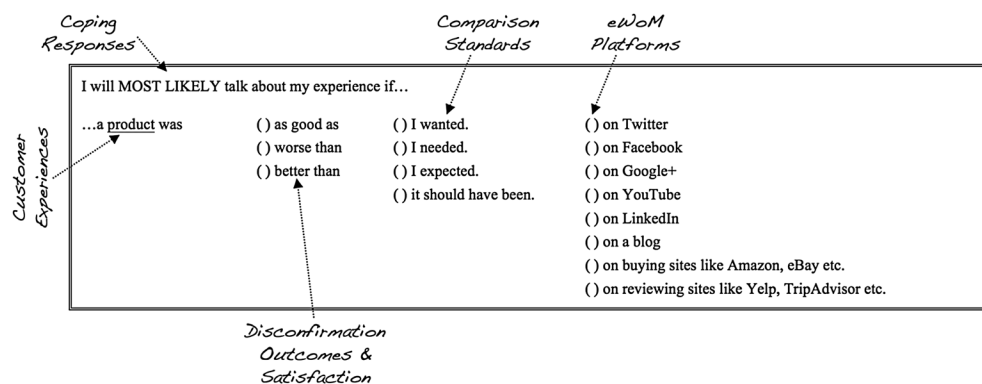 Coping
Responses
Comparison
Standards
eWoM
Platforms
I will MOST LIKELY talk about my experience if…
…a product was
( ) as good as
( ) worse than
( ) better than
( ) I wanted.
( ) I needed.
( ) I expected.
( ) it should have been.
( ) on Twitter
( ) on Facebook
( ) on Google+
( ) on YouTube
( ) on LinkedIn
( ) on a blog
( ) on buying sites like Amazon, eBay etc.
( ) on reviewing sites like Yelp, TripAdvisor etc.
Customer
Experiences
Disconfirmation
Outcomes &
Satisfaction